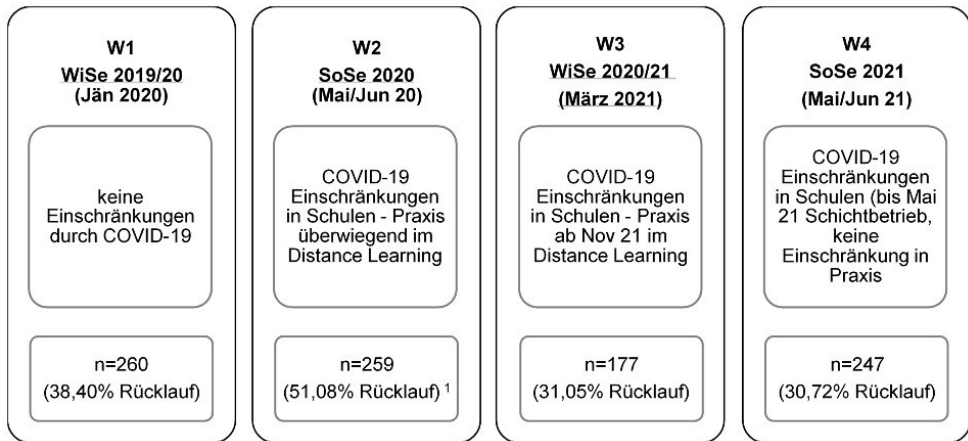 W1
WiSe 2019/20
(Jän 2020)
keine
Einschränkungen
durch COVID-19
n=260
(38,40% Rücklauf)
W2
SoSe 2020
(Mai/Jun 20)
COVID-19
Einschränkungen
in Schulen - Praxis
überwiegend im
Distance Learning
n=259
(51,08% Rücklauf) ¹
W3
WiSe 2020/21
(März 2021)
COVID-19
Einschränkungen
in Schulen - Praxis
ab Nov 21 im
Distance Learning
n=177
(31,05% Rücklauf)
W4
SoSe 2021
(Mai/Jun 21)
COVID-19
Einschränkungen
in Schulen (bis Mai
21 Schichtbetrieb,
keine
Einschränkung in
Praxis
n=247
(30,72% Rücklauf)